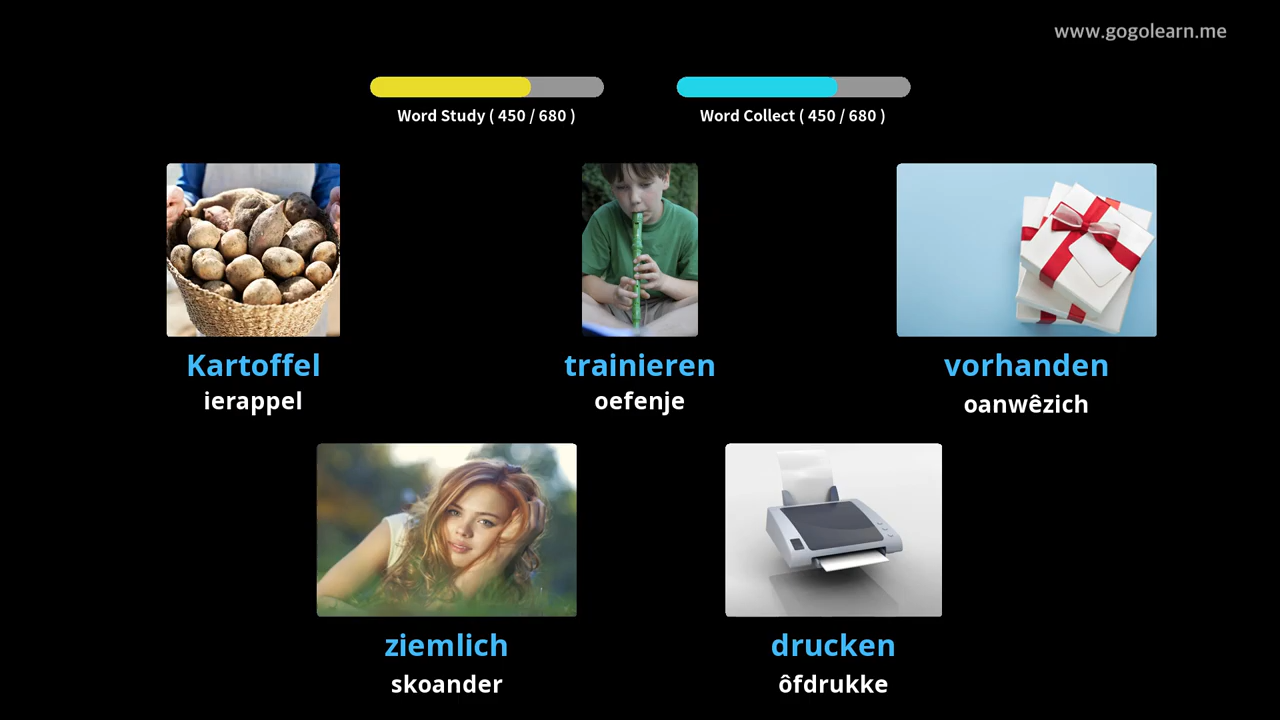 www.gogolearn.me
Word Study ( 450 / 680 )
Word Collect ( 450 / 680 )
Kartoffel
ierappel
trainieren
oefenje
vorhanden
oanwêzich
ziemlich
skoander
drucken
ôfdrukke